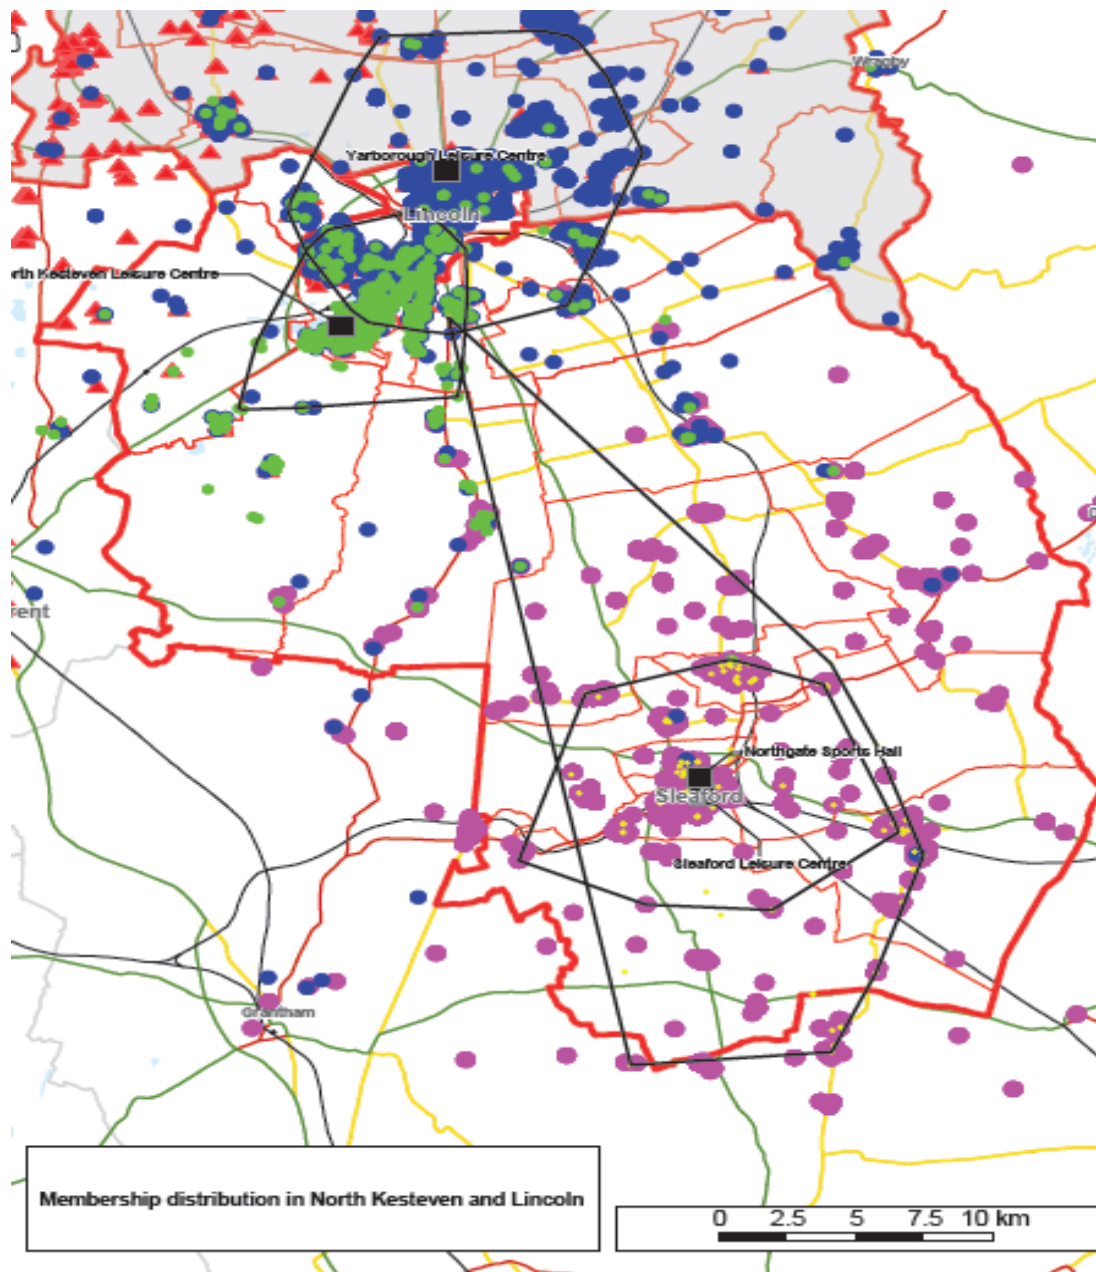 Wragby
Yarborough Leisure Centre
Lincoln
rth Kesteven Leisure Centre
rent
Northgate Sports Hall
Sleaford
Sleaford Leisure Centre
Grantham
Membership distribution in North Kesteven and Lincoln
0 2.5 5 7.5 10 km